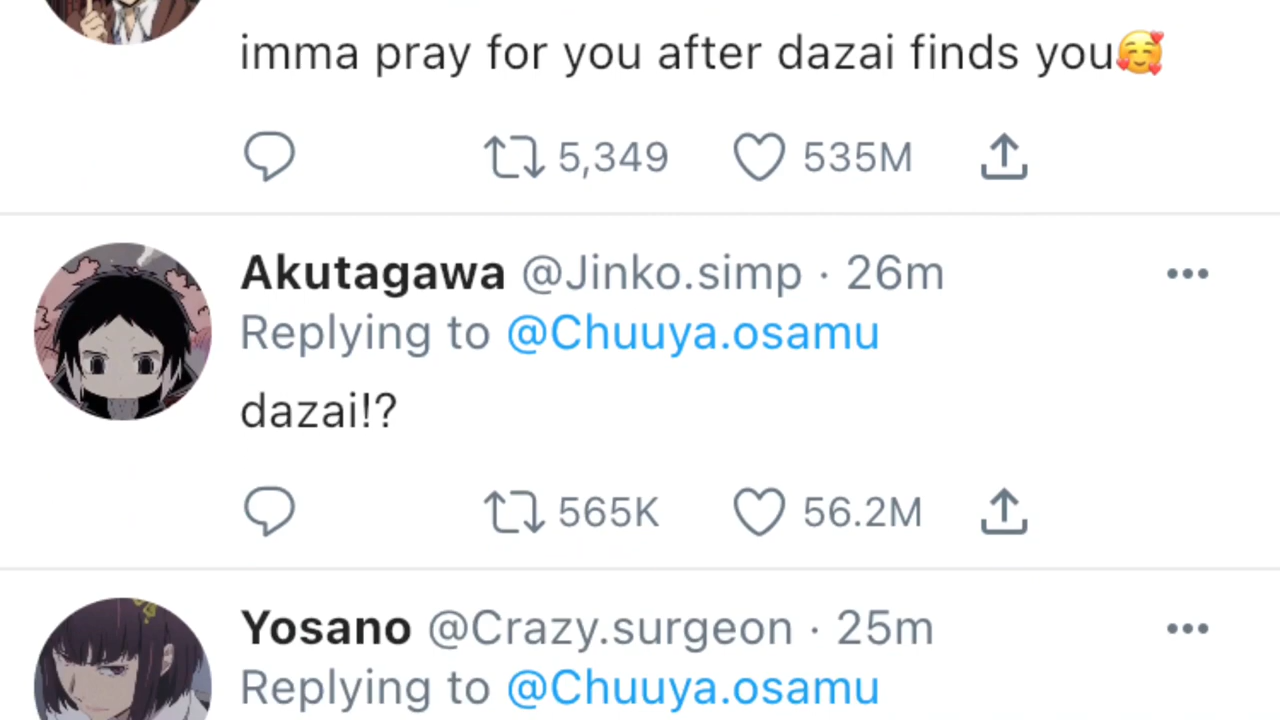 imma pray for you after dazai finds you🥰
5,349 535M
Akutagawa @Jinko.simp · 26m
Replying to @Chuuya.osamu
dazai!?
565K 56.2M
Yosano @Crazy.surgeon · 25m
Replying to @Chuuya.osamu